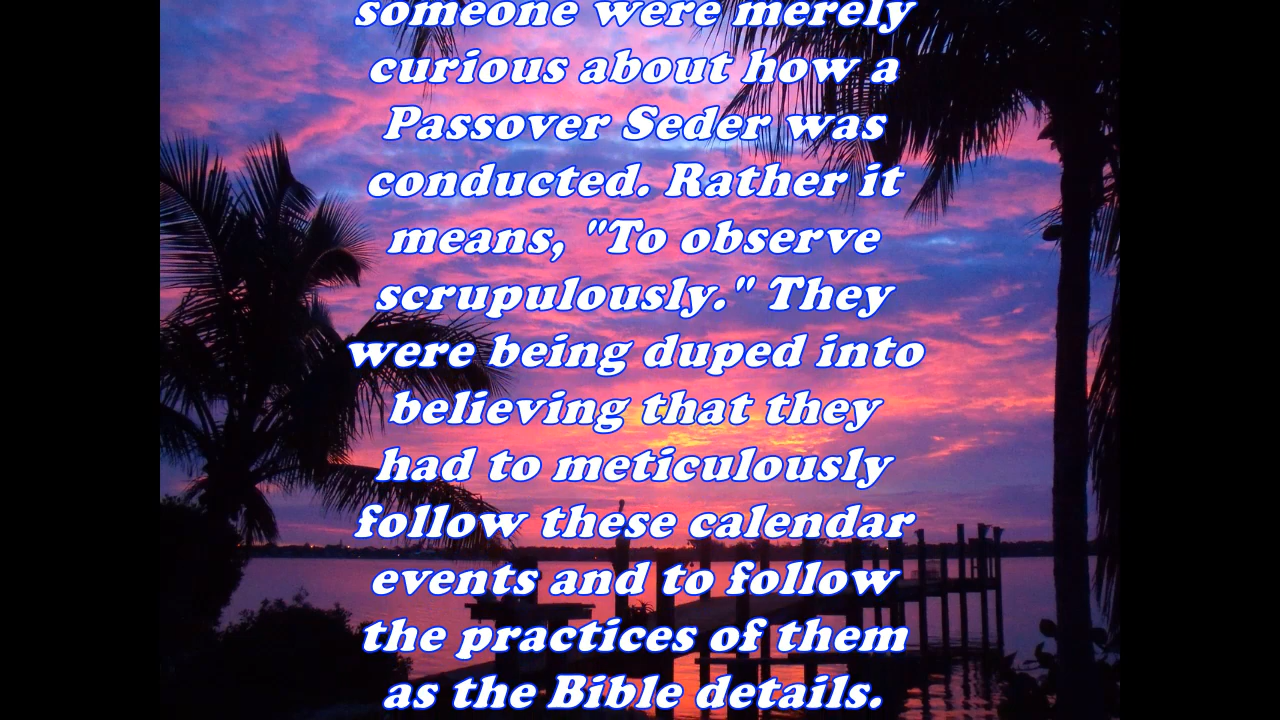 someone were merely
curious about how a
Passover Seder was
conducted. Rather it
means, "To observe
scrupulously." They
were being duped into
believing that they
had to meticulously
follow these calendar
events and to follow
the practices of them
as the Bible details.